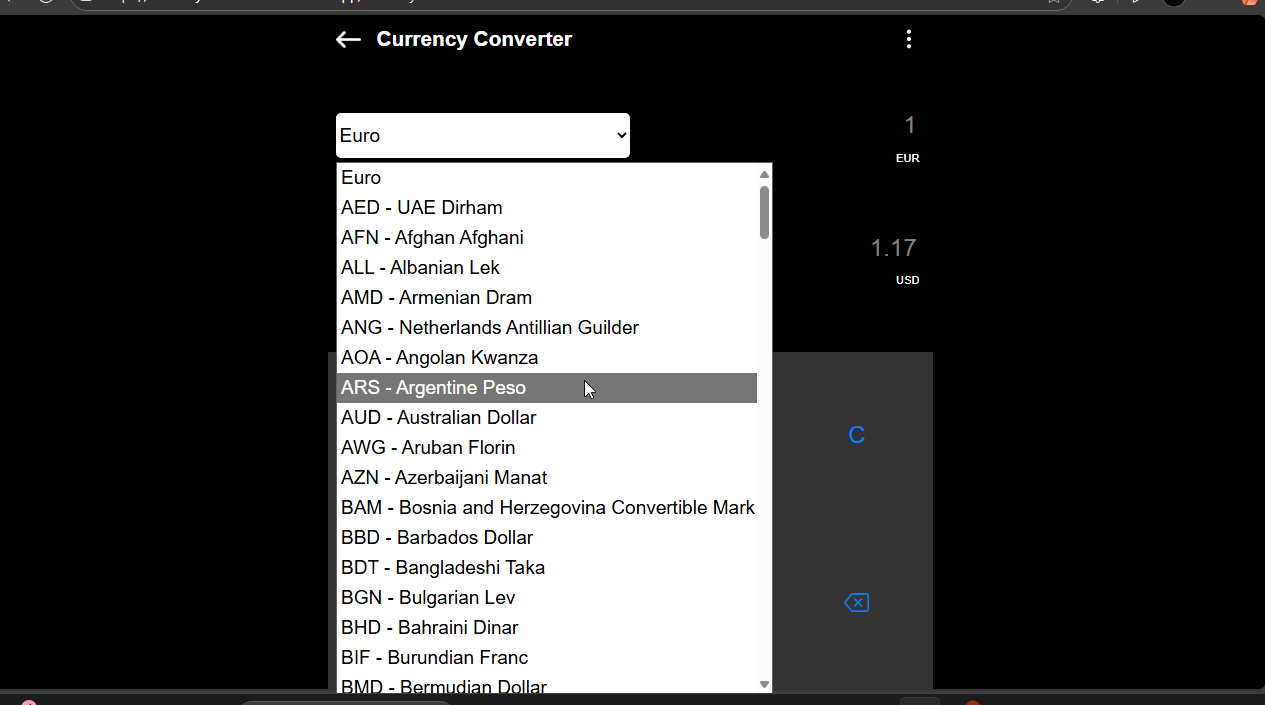 Currency Converter
Euro
1
EUR
1.17
USD
Euro
AED - UAE Dirham
AFN - Afghan Afghani
ALL - Albanian Lek
AMD - Armenian Dram
ANG - Netherlands Antillian Guilder
AOA - Angolan Kwanza
ARS - Argentine Peso
AUD - Australian Dollar
AWG - Aruban Florin
AZN - Azerbaijani Manat
BAM - Bosnia and Herzegovina Convertible Mark
BBD - Barbados Dollar
BDT - Bangladeshi Taka
BGN - Bulgarian Lev
BHD - Bahraini Dinar
BIF - Burundian Franc
BMD - Bermudian Dollar
C